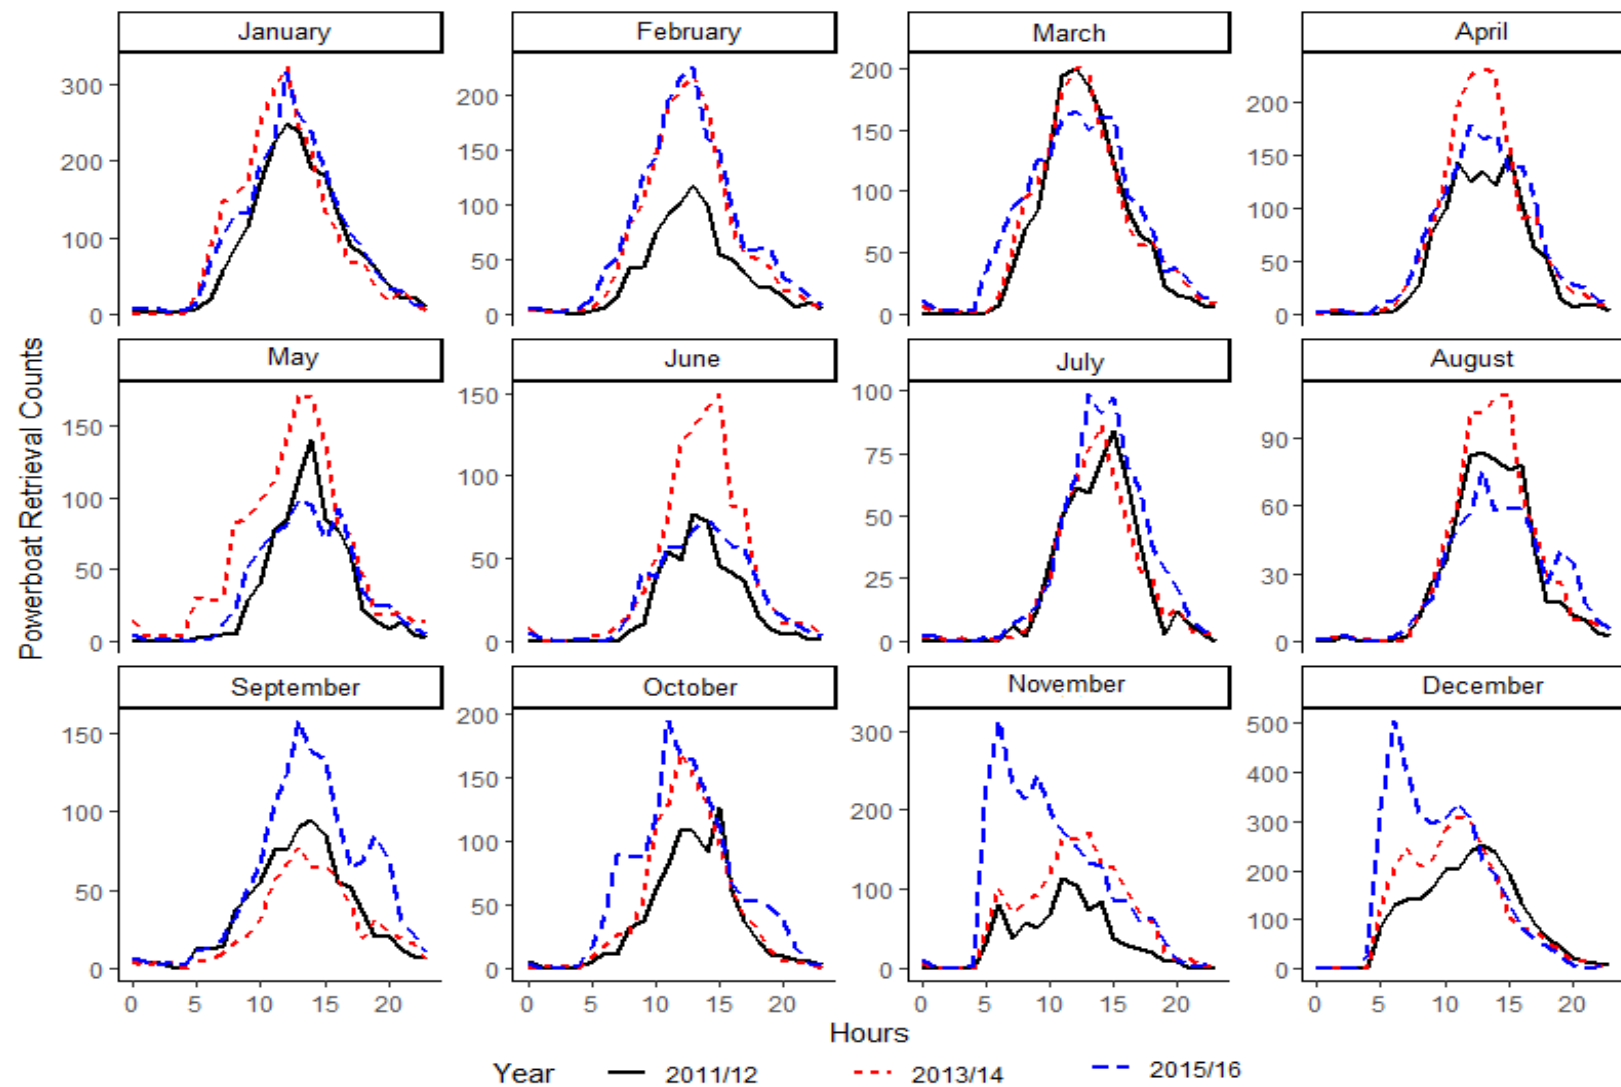 January February March April
300 200 200 200
200 150 150 150
100 100 100 100
0 50 50 50
0 0 0
May June July August
150 150 100 90
100 100 75 60
50 50 50 30
0 0 25 0
0
September October November December
150 200 300 500
100 150 200 400
50 100 100 300
0 50 0 200
0 100
0
0 5 10 15 20 0 5 10 15 20 0 5 10 15 20 0 5 10 15 20
Powerboat Retrieval Counts
Hours
Year 2011/12 2013/14 2015/16